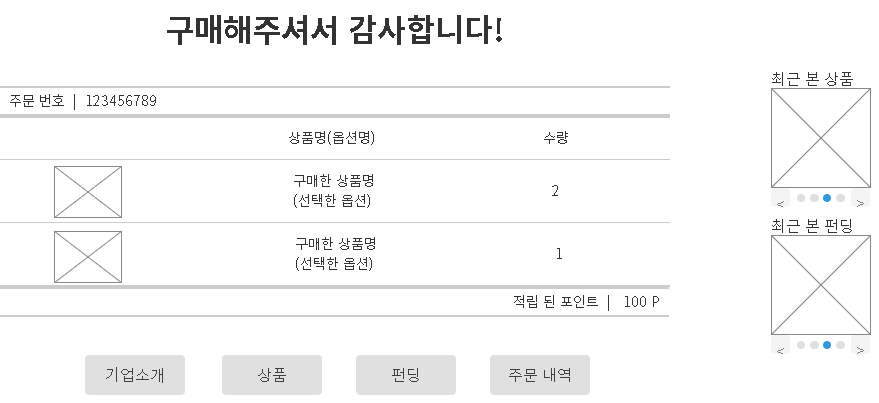 구매해주셔서 감사합니다!
주문 번호 | 123456789
상품명(옵션명) 수량
구매한 상품명
(선택한 옵션)
2
구매한 상품명
(선택한 옵션)
1
적립 된 포인트 | 100 P
기업소개 상품 펀딩 주문 내역
최근 본 상품
< >
최근 본 펀딩
< >